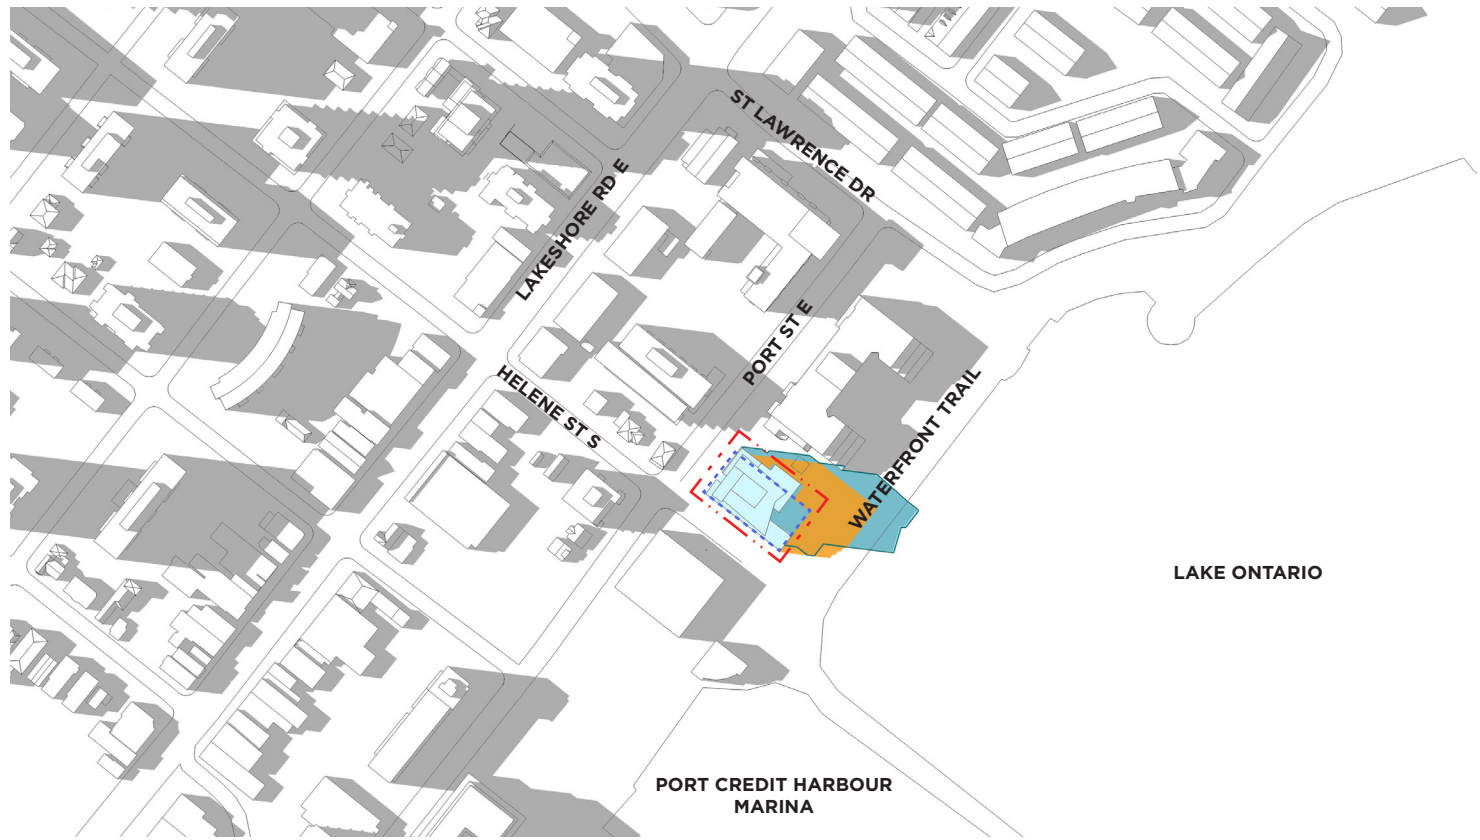 ST LAWRENCE DR
LAKESHORE RD E
PORT ST E
HELENE ST S
WATERFRONT TRAIL
LAKE ONTARIO
PORT CREDIT HARBOUR
MARINA